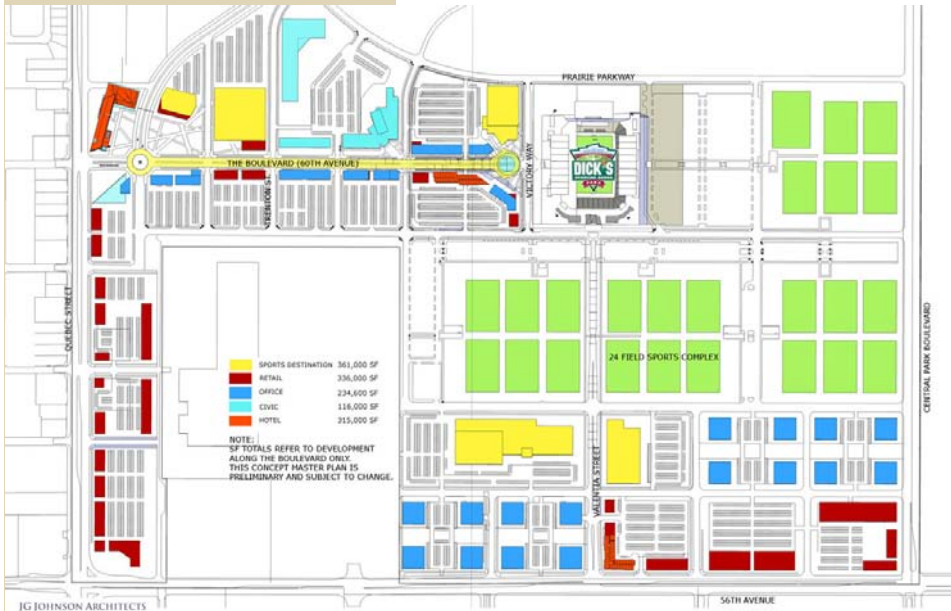 PRAIRIE PARKWAY
THE BOULEVARD (60TH AVENUE)
VICTORY WAY
DICK'S
QUEBEC STREET
CENTRAL PARK BOULEVARD
24 FIELD SPORTS COMPLEX
SPORTS DESTINATION 361,000 SF
RETAIL 336,000 SF
OFFICE 234,600 SF
CIVIC 116,000 SF
HOTEL 215,000 SF
NOTE:
SF TOTALS REFER TO DEVELOPMENT
ALONG THE BOULEVARD ONLY.
THIS CONCEPT MASTER PLAN IS
PRELIMINARY AND SUBJECT TO CHANGE.
VALENTIA STREET
56TH AVENUE
JG JOHNSON ARCHITECTS